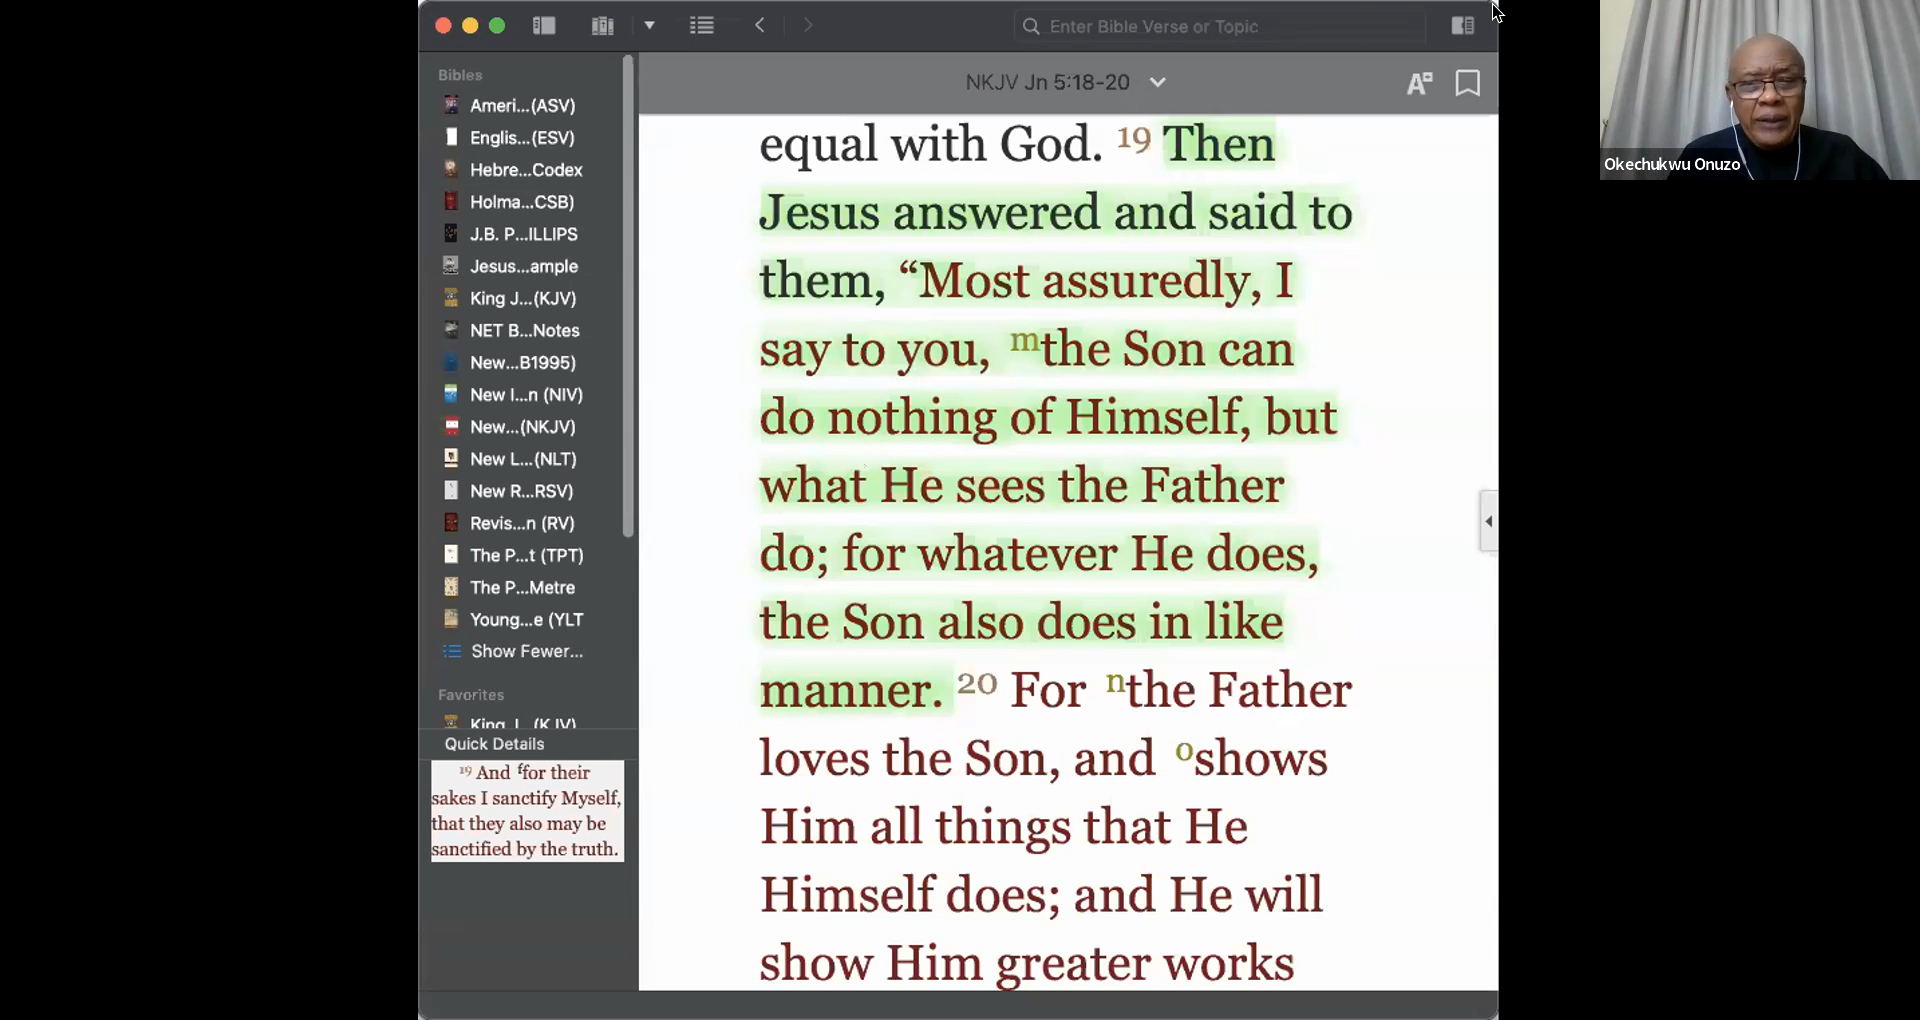 Enter Bible Verse or Topic
Bibles
Ameri...(ASV)
Englis...(ESV)
Hebre...Codex
Holma...CSB)
J.B. P...ILLIPS
Jesus...ample
King J...(KJV)
NET B...Notes
New...B1995)
New I...n (NIV)
New...(NKJV)
New L...(NLT)
New R...RSV)
Revis...n (RV)
The P...t (TPT)
The P...Metre
Young...e (YLT
Show Fewer...
Favorites
King J...(KJV)
Quick Details
19 And f for their
sakes I sanctify Myself,
that they also may be
sanctified by the truth.
NKJV Jn 5:18-20
equal with God. 19 Then
Jesus answered and said to
them, “Most assuredly, I
say to you, m the Son can
do nothing of Himself, but
what He sees the Father
do; for whatever He does,
the Son also does in like
manner. 20 For n the Father
loves the Son, and o shows
Him all things that He
Himself does; and He will
show Him greater works
Okechukwu Onuzo